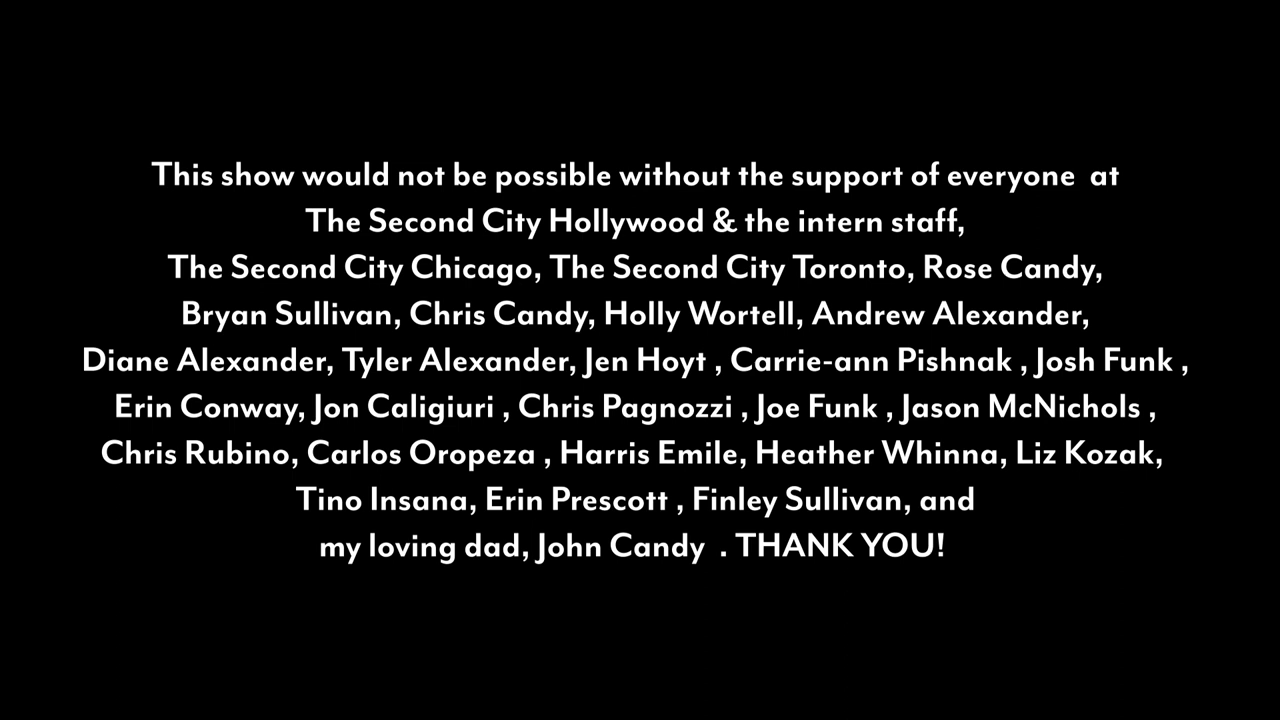 This show would not be possible without the support of everyone  at
The Second City Hollywood & the intern staff,
The Second City Chicago, The Second City Toronto, Rose Candy,
Bryan Sullivan, Chris Candy, Holly Wortell, Andrew Alexander,
Diane Alexander, Tyler Alexander, Jen Hoyt , Carrie-ann Pishnak , Josh Funk ,
Erin Conway, Jon Caligiuri , Chris Pagnozzi , Joe Funk , Jason McNichols ,
Chris Rubino, Carlos Oropeza , Harris Emile, Heather Whinna, Liz Kozak,
Tino Insana, Erin Prescott , Finley Sullivan, and
my loving dad, John Candy  . THANK YOU!